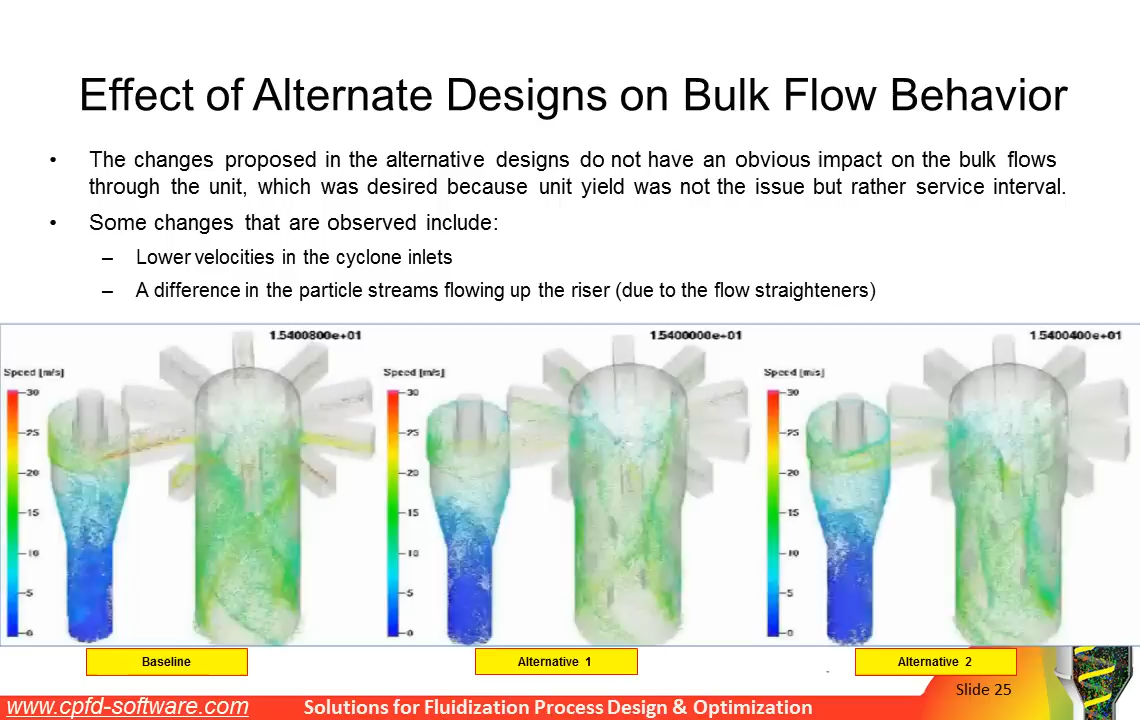 Effect of Alternate Designs on Bulk Flow Behavior
• The changes proposed in the alternative designs do not have an obvious impact on the bulk flows
through the unit, which was desired because unit yield was not the issue but rather service interval.
• Some changes that are observed include:
– Lower velocities in the cyclone inlets
– A difference in the particle streams flowing up the riser (due to the flow straighteners)
1.5400800e+01
Speed [m/s]
30
25
20
15
10
5
0
1.5400000e+01
Speed [m/s]
30
25
20
15
10
5
0
1.5400400e+01
Speed [m/s]
30
25
20
15
10
5
0
Baseline
Alternative 1
Alternative 2
Slide 25
www.cpfd-software.com
Solutions for Fluidization Process Design & Optimization